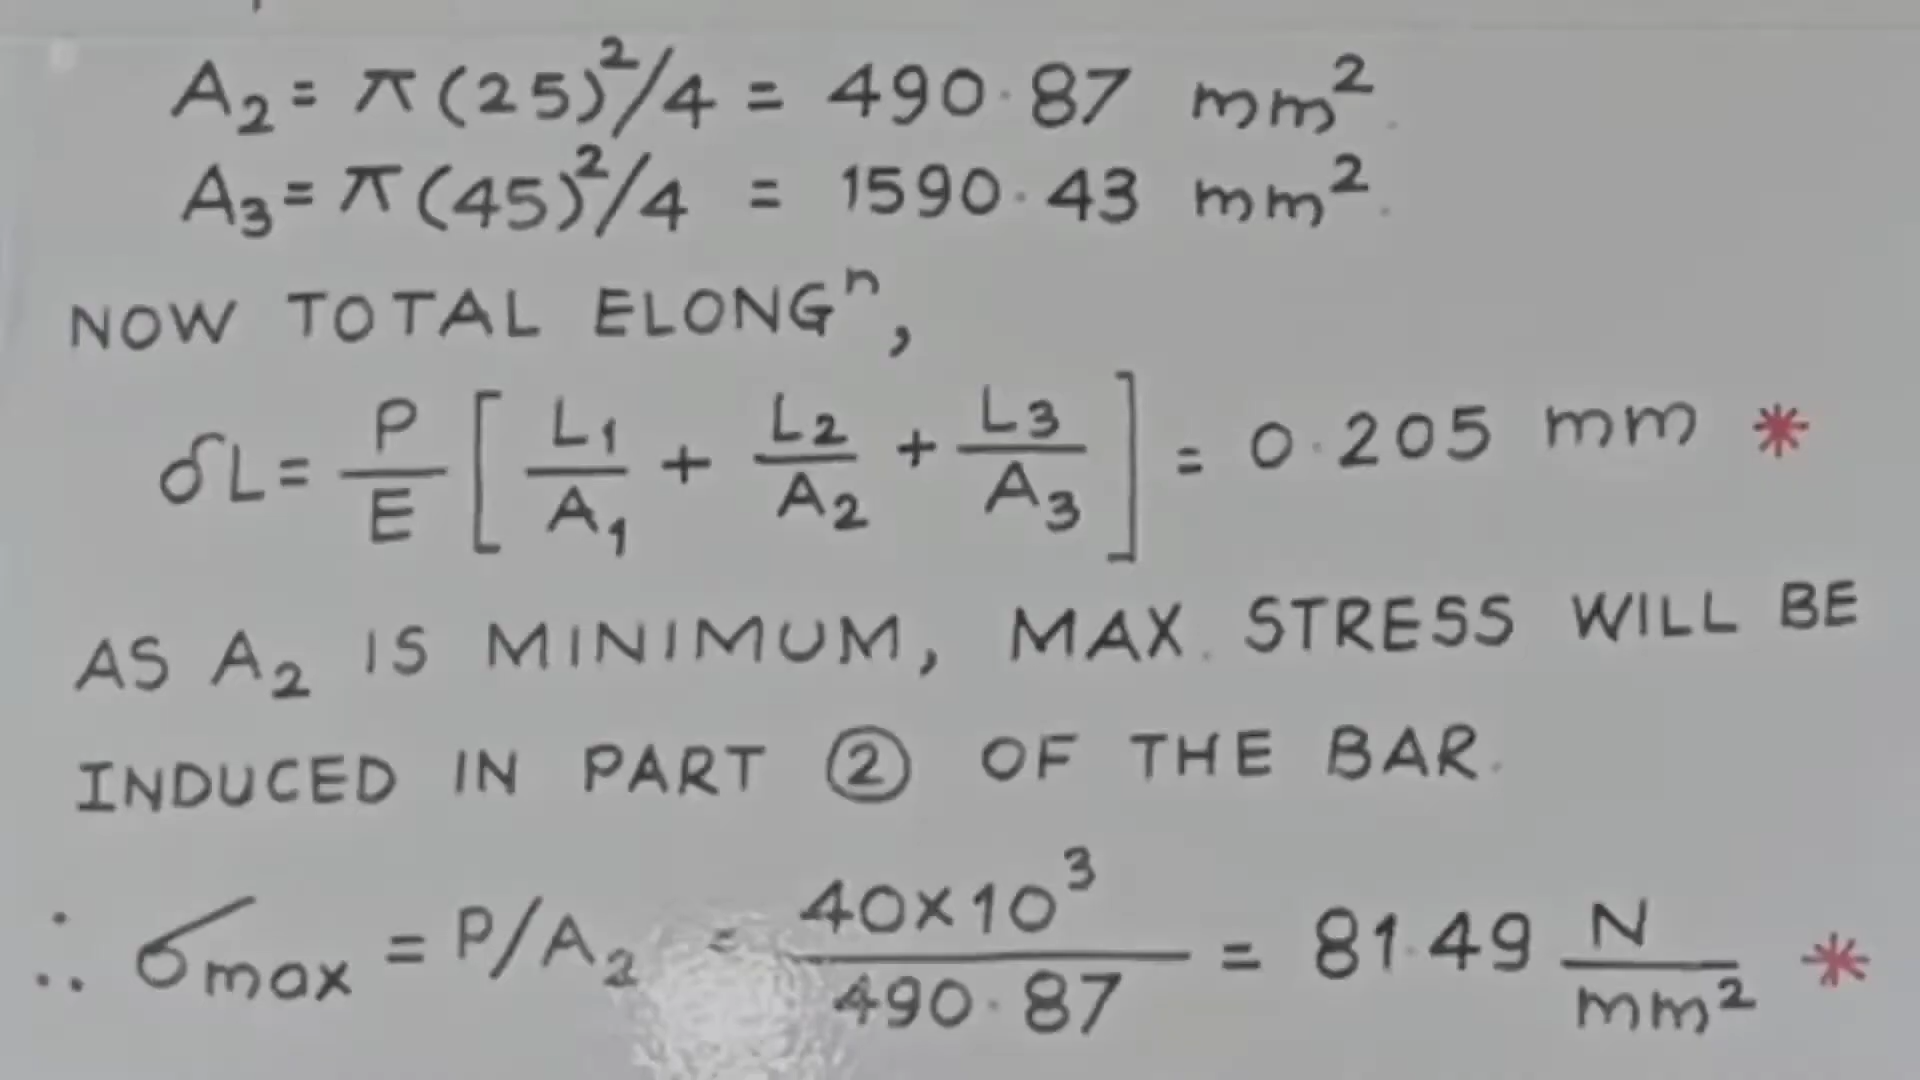 A₂ = π(25)²/4 = 490.87 mm².
A₃ = π(45)²/4 = 1590.43 mm².
NOW TOTAL ELONGⁿ,
δL = P/E [ L₁/A₁ + L₂/A₂ + L₃/A₃ ] = 0.205 mm *
AS A₂ IS MINIMUM, MAX. STRESS WILL BE
INDUCED IN PART ② OF THE BAR.
∴ σmax = P/A₂ = 40×10³/490.87 = 81.49 N/mm² *